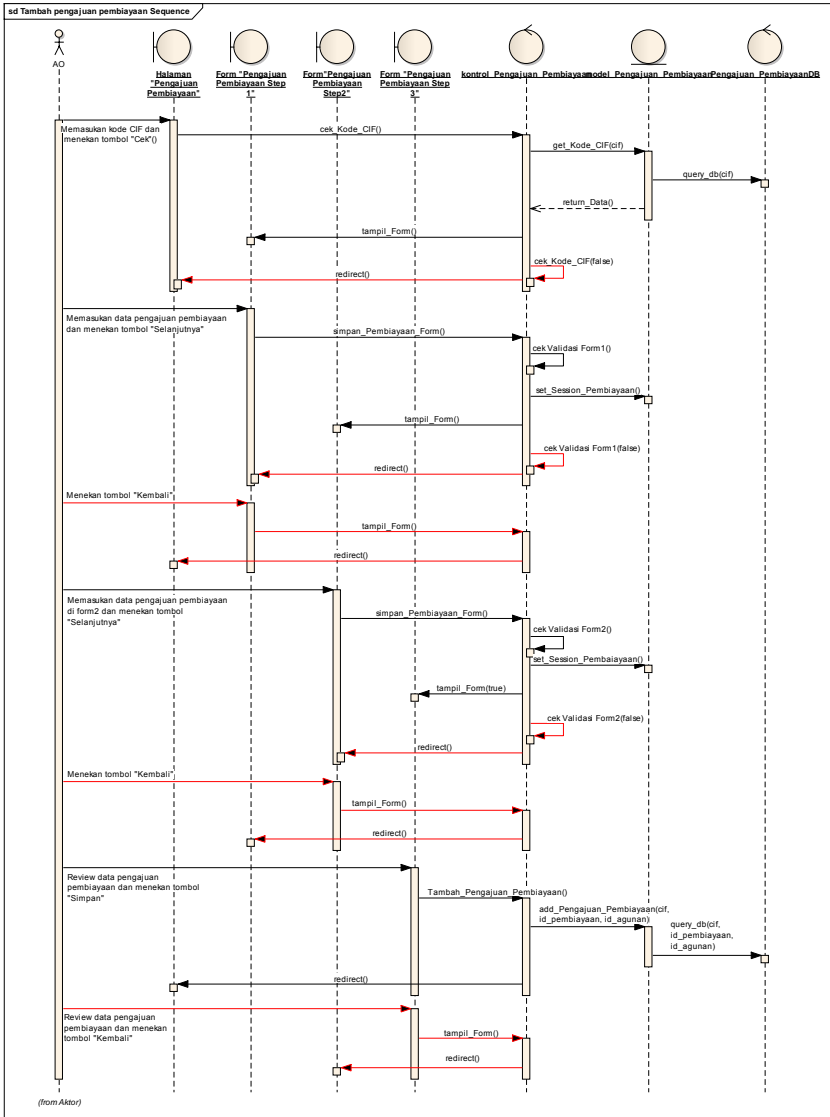 sd Tambah pengajuan pembiayaan Sequence
AO
Halaman
"Pengajuan
Pembiayaan"
Form "Pengajuan
Pembiayaan Step
1"
Form"Pengajuan
Pembiayaan
Step2"
Form "Pengajuan
Pembiayaan Step
3"
kontrol_Pengajuan_Pembiayaan
model_Pengajuan_Pembiayaan
Pengajuan_PembiayaanDB
Memasukan kode CIF dan
menekan tombol "Cek"()
cek_Kode_CIF()
get_Kode_CIF(cif)
query_db(cif)
return_Data()
tampil_Form()
cek_Kode_CIF(false)
redirect()
Memasukan data pengajuan pembiayaan
dan menekan tombol "Selanjutnya"
simpan_Pembiayaan_Form()
cek Validasi Form1()
set_Session_Pembiayaan()
tampil_Form()
cek Validasi Form1(false)
redirect()
Menekan tombol "Kembali"
tampil_Form()
redirect()
Memasukan data pengajuan pembiayaan
di form2 dan menekan tombol
"Selanjutnya"
simpan_Pembiayaan_Form()
cek Validasi Form2()
set_Session_Pembaiayaan()
tampil_Form(true)
cek Validasi Form2(false)
redirect()
Menekan tombol "Kembali"
tampil_Form()
redirect()
Review data pengajuan
pembiayaan dan menekan tombol
"Simpan"
Tambah_Pengajuan_Pembiayaan()
add_Pengajuan_Pembiayaan(cif,
id_pembiayaan, id_agunan)
query_db(cif,
id_pembiayaan,
id_agunan)
redirect()
Review data pengajuan
pembiayaan dan menekan
tombol "Kembali"
tampil_Form()
redirect()
(from Aktor)